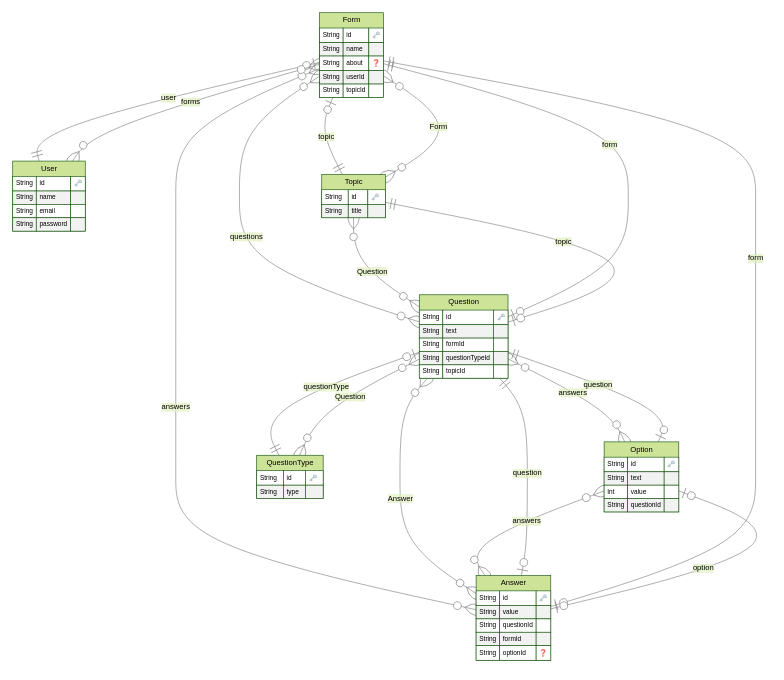 Form
String id
String name
String about ❓
String userId
String topicId
user
forms
topic
Form
form
User
String id
String name
String email
String password
Topic
String id
String title
questions
topic
form
Question
Question
String id
String text
String formId
String questionTypeId
String topicId
questionType
Question
question
answers
answers
QuestionType
String id
String type
Option
String id
String text
Int value
String questionId
question
Answer
answers
option
Answer
String id
String value
String questionId
String formId
String optionId ❓